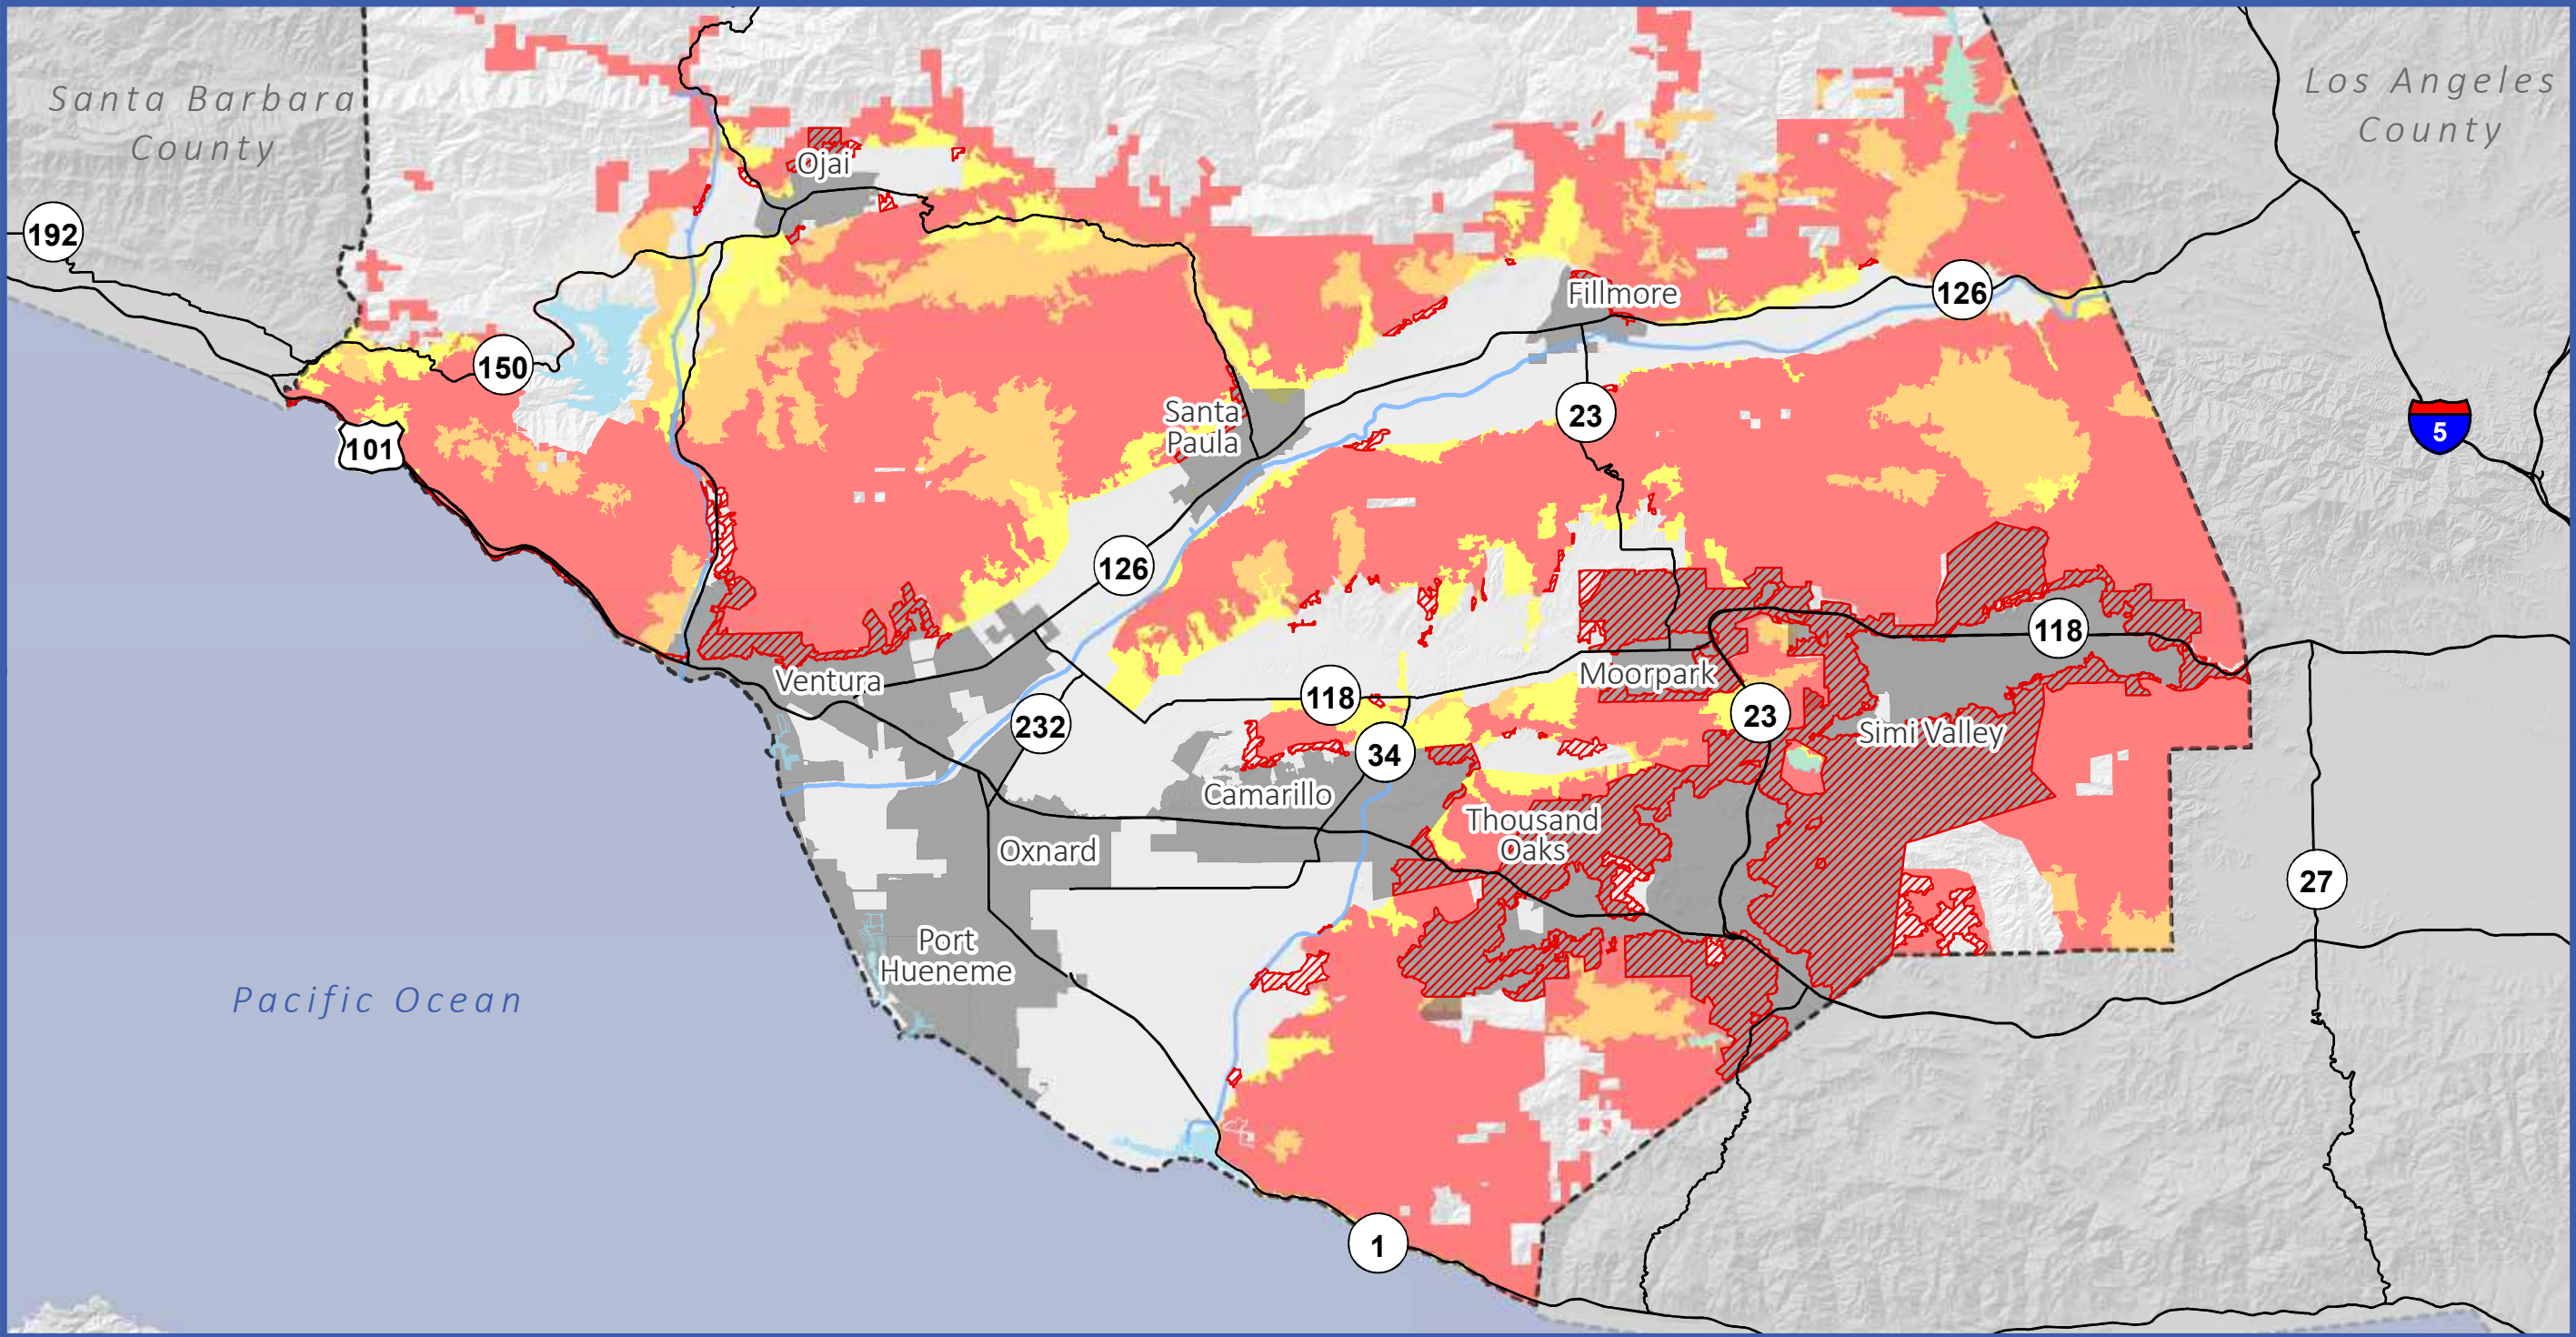 Santa Barbara
County
Los Angeles
County
Ojai
192
126
Fillmore
150
Santa
Paula
23
101
5
126
118
Ventura
Moorpark
118
232
23
Simi Valley
34
Camarillo
Thousand
Oaks
Oxnard
27
Port
Hueneme
Pacific Ocean
1